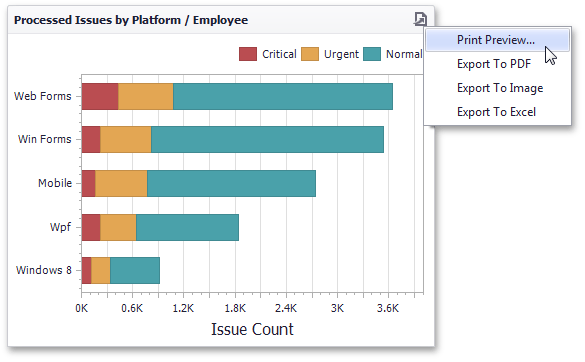 Processed Issues by Platform / Employee
Print Preview...
Export To PDF
Export To Image
Export To Excel
Critical Urgent Normal
Web Forms
Win Forms
Mobile
Wpf
Windows 8
0K 0.6K 1.2K 1.8K 2.4K 3K 3.6K
Issue Count